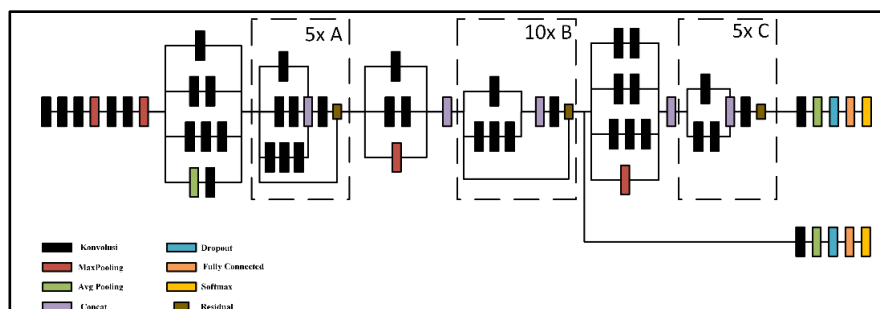 5x A
10x B
5x C
Konvolusi
Dropout
MaxPooling
Fully Connected
Avg Pooling
Softmax
Concat
Residual